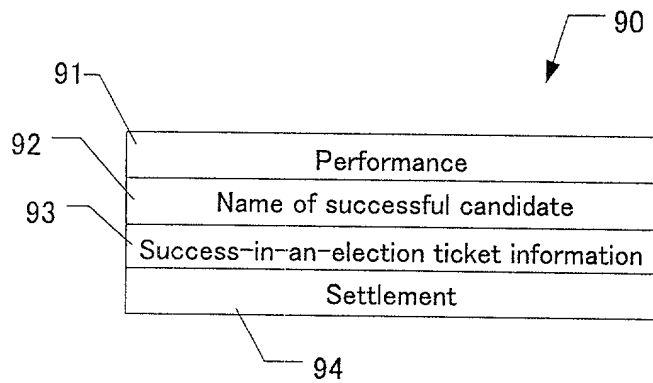 90
91
Performance
92
Name of successful candidate
93
Success-in-an-election ticket information
Settlement
94